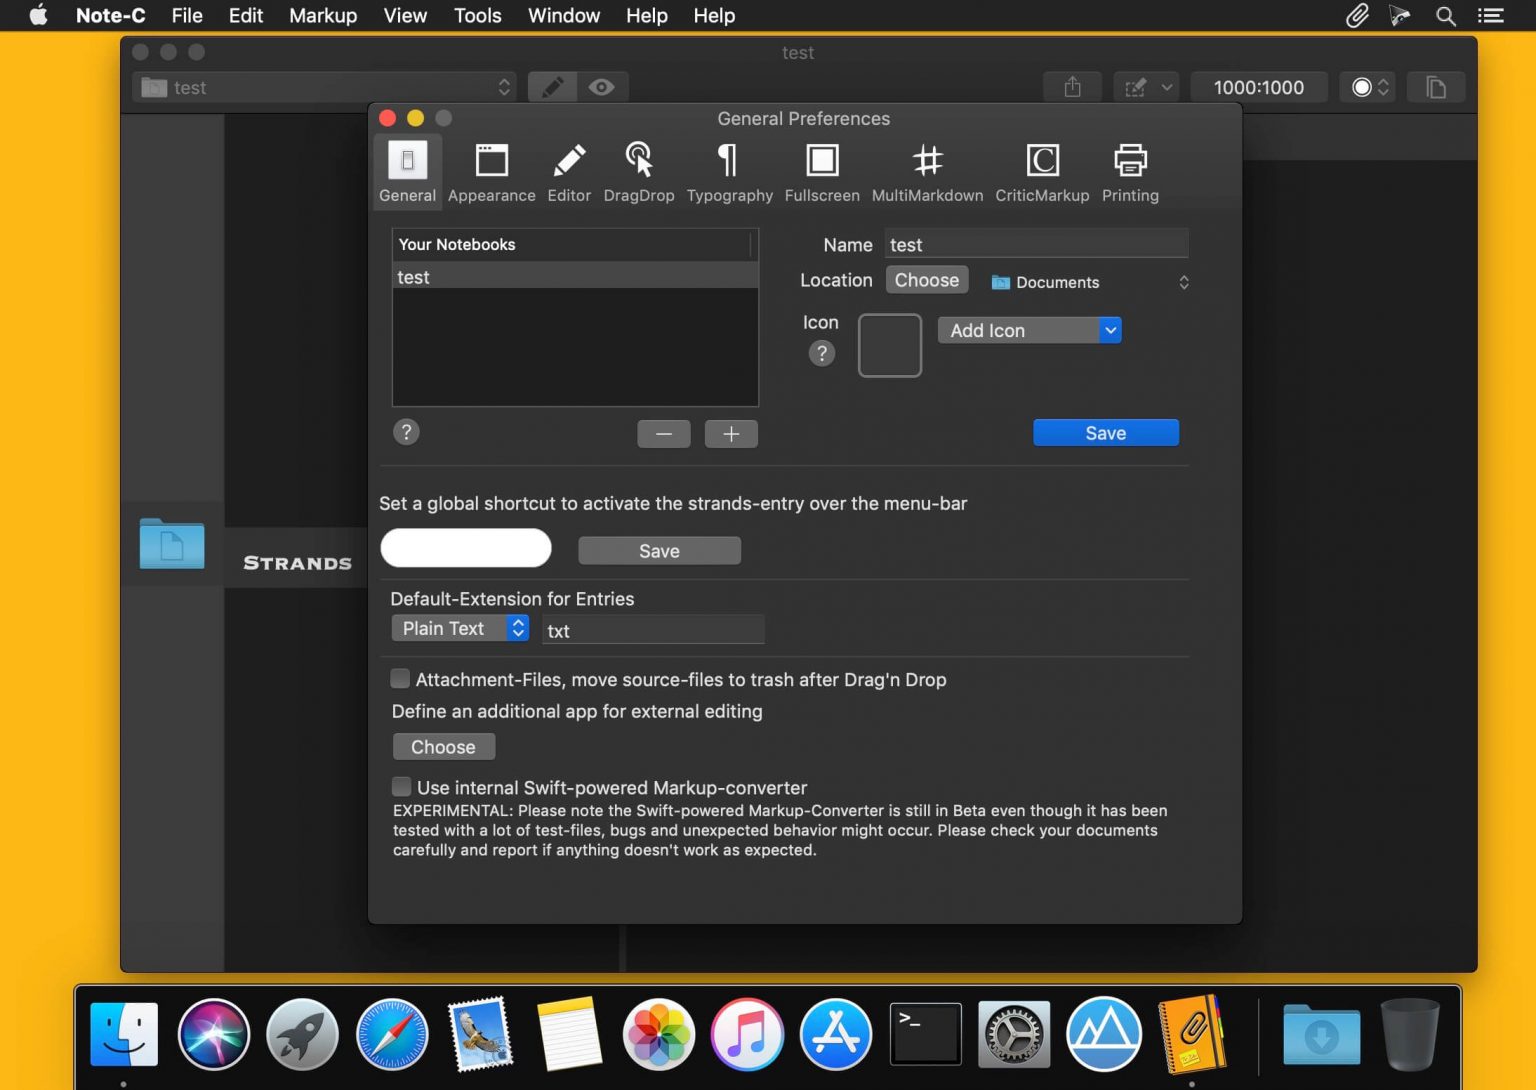 Note-C File Edit Markup View Tools Window Help Help
test
test
1000:1000
General Preferences
General Appearance Editor DragDrop Typography Fullscreen MultiMarkdown CriticMarkup Printing
Your Notebooks
test
Name test
Location Choose Documents
Icon
?
Add Icon
?
Save
Set a global shortcut to activate the strands-entry over the menu-bar
Save
STRANDS
Default-Extension for Entries
Plain Text txt
Attachment-Files, move source-files to trash after Drag'n Drop
Define an additional app for external editing
Choose
Use internal Swift-powered Markup-converter
EXPERIMENTAL: Please note the Swift-powered Markup-Converter is still in Beta even though it has been
tested with a lot of test-files, bugs and unexpected behavior might occur. Please check your documents
carefully and report if anything doesn't work as expected.
>_